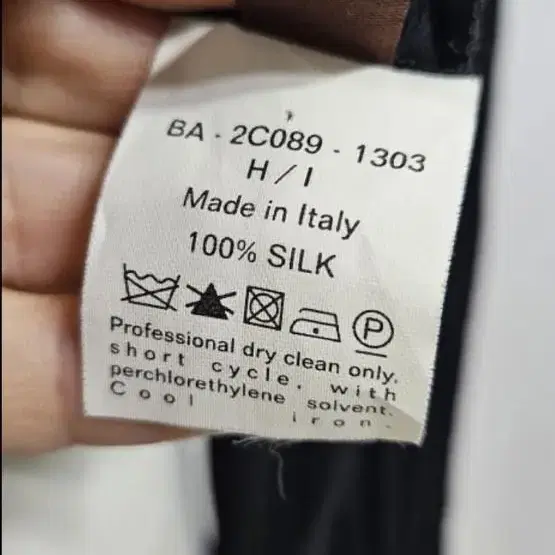 BA - 2C089 - 1303
H / I
Made in Italy
100% SILK
P
Professional dry clean only.
short cycle. with
perchlorethylene solvent.
Cool iron.